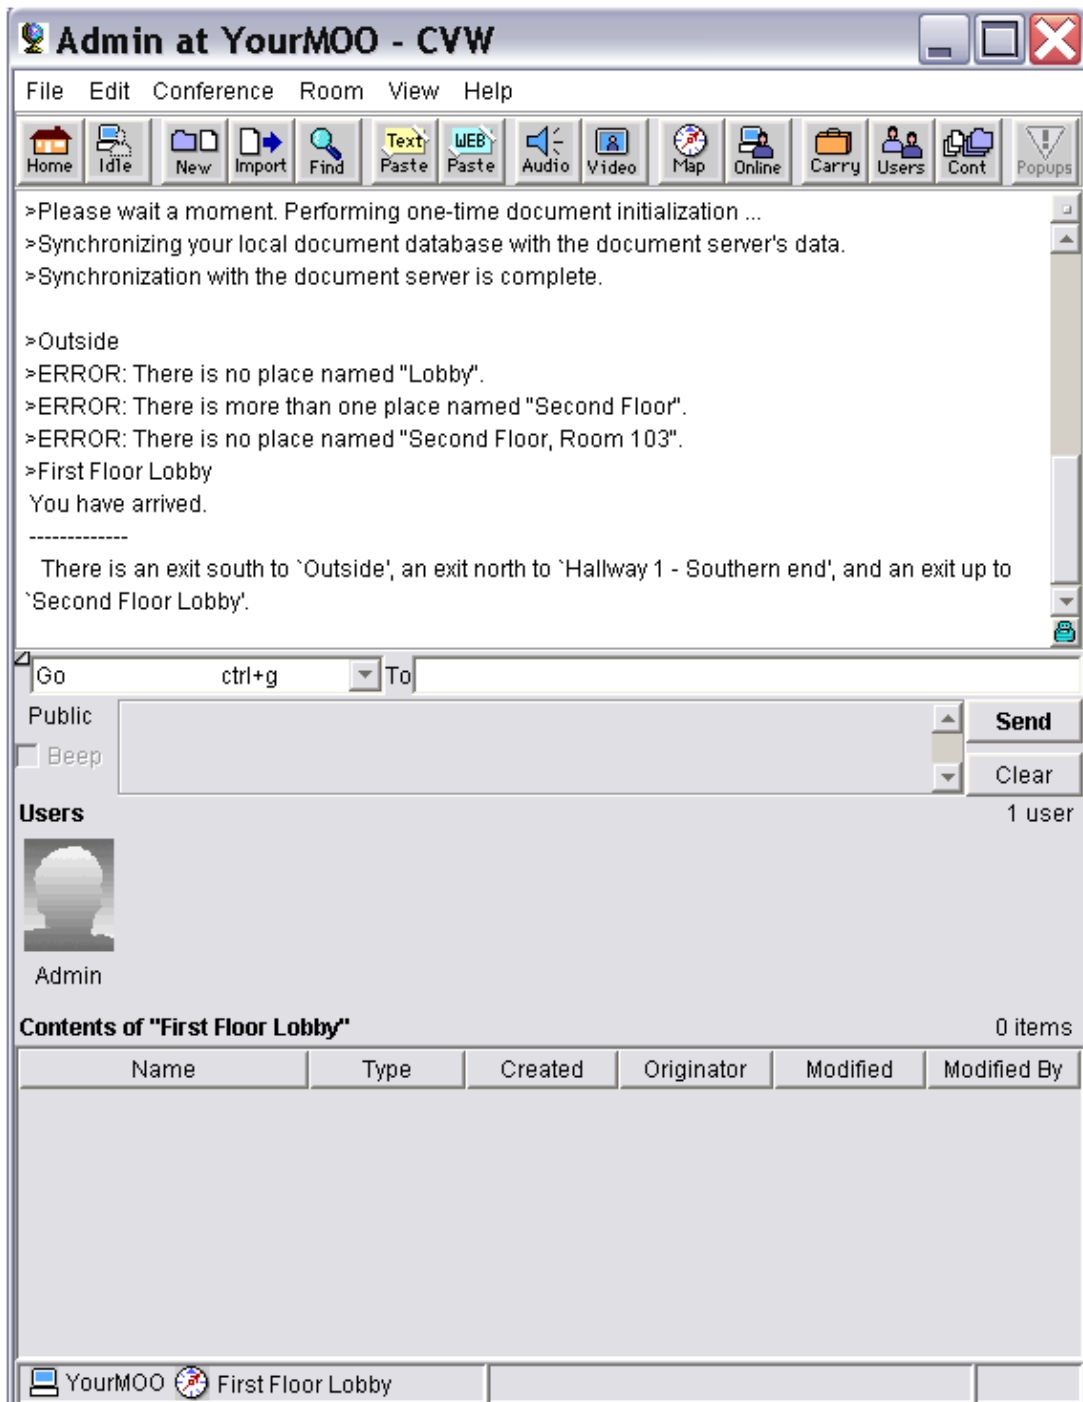 Admin at YourMOO - CVW
File Edit Conference Room View Help
Home Idle New Import Find Text Paste WEB Paste Audio Video Map Online Carry Users Cont Popups
>Please wait a moment. Performing one-time document initialization ...
>Synchronizing your local document database with the document server's data.
>Synchronization with the document server is complete.
>Outside
>ERROR: There is no place named "Lobby".
>ERROR: There is more than one place named "Second Floor".
>ERROR: There is no place named "Second Floor, Room 103".
>First Floor Lobby
You have arrived.
-------------
There is an exit south to `Outside', an exit north to `Hallway 1 - Southern end', and an exit up to
`Second Floor Lobby'.
Go ctrl+g To
Public Send
Beep Clear
Users 1 user
Admin
Contents of "First Floor Lobby" 0 items
Name Type Created Originator Modified Modified By
YourMOO First Floor Lobby